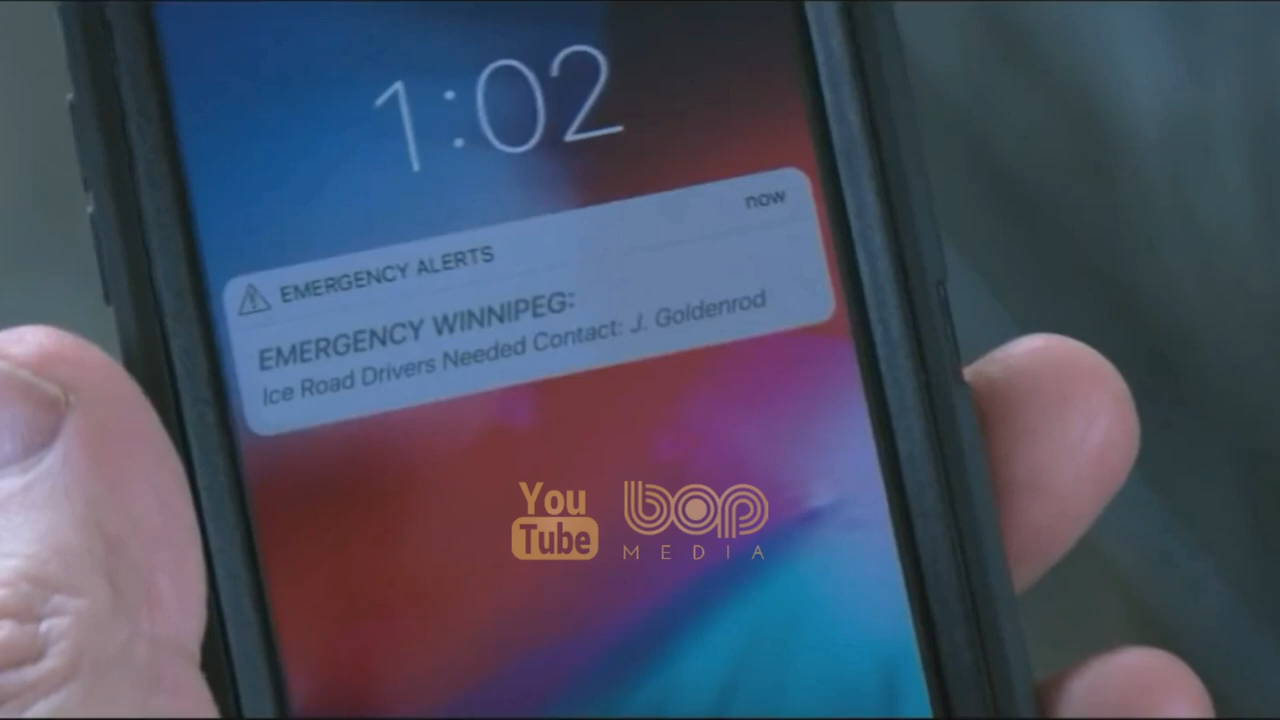 1:02
now
EMERGENCY ALERTS
EMERGENCY WINNIPEG:
Ice Road Drivers Needed Contact: J. Goldenrod
You
Tube
bop
MEDIA